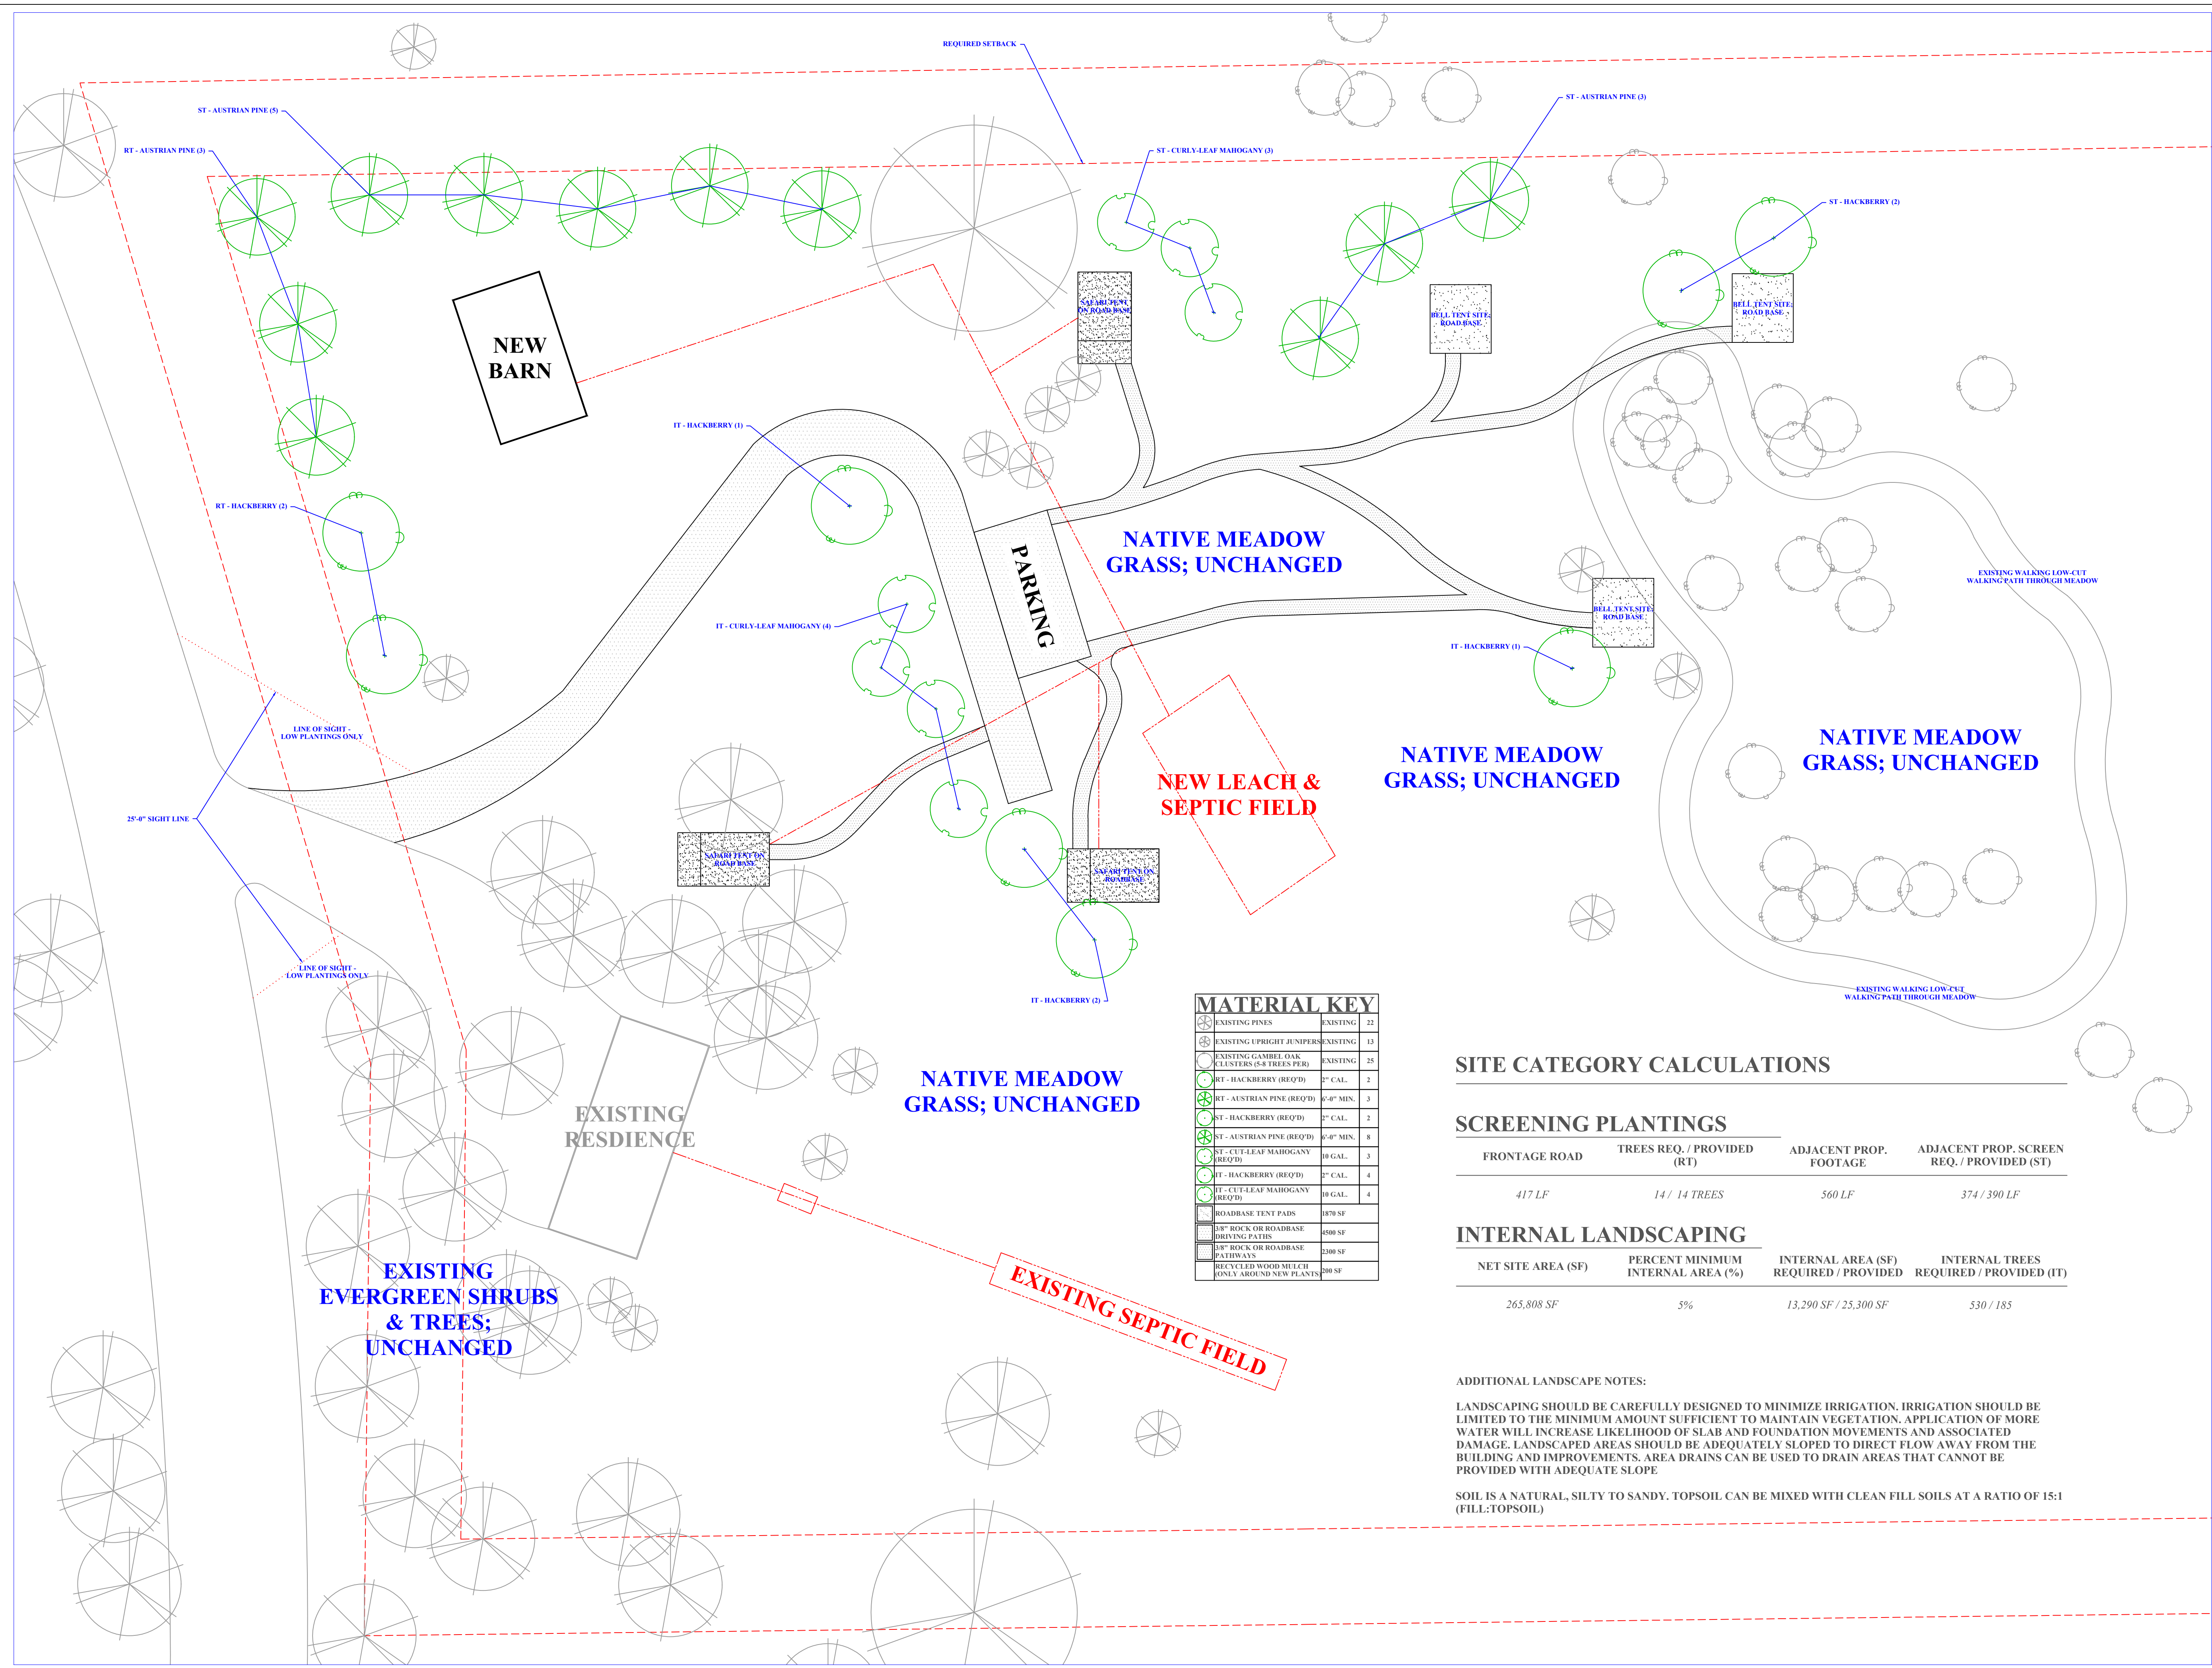 REQUIRED SETBACK
ST - AUSTRIAN PINE (5)
ST - AUSTRIAN PINE (3)
RT - AUSTRIAN PINE (3)
ST - CURLY-LEAF MAHOGANY (3)
ST - HACKBERRY (2)
SAFARI TENT
ON ROAD BASE
BELL TENT SITE;
ROAD BASE
BELL TENT SITE;
ROAD BASE
NEW
BARN
IT - HACKBERRY (1)
RT - HACKBERRY (2)
PARKING
NATIVE MEADOW
GRASS; UNCHANGED
EXISTING WALKING LOW-CUT
WALKING PATH THROUGH MEADOW
BELL TENT SITE;
ROAD BASE
IT - CURLY-LEAF MAHOGANY (4)
IT - HACKBERRY (1)
LINE OF SIGHT -
LOW PLANTINGS ONLY
NATIVE MEADOW
GRASS; UNCHANGED
NATIVE MEADOW
GRASS; UNCHANGED
NEW LEACH &
SEPTIC FIELD
25'-0" SIGHT LINE
SAFARI TENT ON
ROAD BASE
SAFARI TENT ON
ROADBASE
LINE OF SIGHT -
LOW PLANTINGS ONLY
IT - HACKBERRY (2)
EXISTING WALKING LOW-CUT
WALKING PATH THROUGH MEADOW
NATIVE MEADOW
GRASS; UNCHANGED
EXISTING
RESDIENCE
EXISTING
EVERGREEN SHRUBS
& TREES;
UNCHANGED
EXISTING SEPTIC FIELD
MATERIAL KEY
EXISTING PINES EXISTING 22
EXISTING UPRIGHT JUNIPERS EXISTING 13
EXISTING GAMBEL OAK
CLUSTERS (5-8 TREES PER) EXISTING 25
RT - HACKBERRY (REQ'D) 2" CAL. 2
RT - AUSTRIAN PINE (REQ'D) 6'-0" MIN. 3
ST - HACKBERRY (REQ'D) 2" CAL. 2
ST - AUSTRIAN PINE (REQ'D) 6'-0" MIN. 8
ST - CUT-LEAF MAHOGANY
(REQ'D) 10 GAL. 3
IT - HACKBERRY (REQ'D) 2" CAL. 4
IT - CUT-LEAF MAHOGANY
(REQ'D) 10 GAL. 4
ROADBASE TENT PADS 1870 SF
3/8" ROCK OR ROADBASE
DRIVING PATHS 4500 SF
3/8" ROCK OR ROADBASE
PATHWAYS 2300 SF
RECYCLED WOOD MULCH
(ONLY AROUND NEW PLANTS) 200 SF
SITE CATEGORY CALCULATIONS
SCREENING PLANTINGS
FRONTAGE ROAD
TREES REQ. / PROVIDED
(RT)
ADJACENT PROP.
FOOTAGE
ADJACENT PROP. SCREEN
REQ. / PROVIDED (ST)
417 LF 14 / 14 TREES 560 LF 374 / 390 LF
INTERNAL LANDSCAPING
NET SITE AREA (SF)
PERCENT MINIMUM
INTERNAL AREA (%)
INTERNAL AREA (SF)
REQUIRED / PROVIDED
INTERNAL TREES
REQUIRED / PROVIDED (IT)
265,808 SF 5% 13,290 SF / 25,300 SF 530 / 185
ADDITIONAL LANDSCAPE NOTES:
LANDSCAPING SHOULD BE CAREFULLY DESIGNED TO MINIMIZE IRRIGATION. IRRIGATION SHOULD BE
LIMITED TO THE MINIMUM AMOUNT SUFFICIENT TO MAINTAIN VEGETATION. APPLICATION OF MORE
WATER WILL INCREASE LIKELIHOOD OF SLAB AND FOUNDATION MOVEMENTS AND ASSOCIATED
DAMAGE. LANDSCAPED AREAS SHOULD BE ADEQUATELY SLOPED TO DIRECT FLOW AWAY FROM THE
BUILDING AND IMPROVEMENTS. AREA DRAINS CAN BE USED TO DRAIN AREAS THAT CANNOT BE
PROVIDED WITH ADEQUATE SLOPE
SOIL IS A NATURAL, SILTY TO SANDY. TOPSOIL CAN BE MIXED WITH CLEAN FILL SOILS AT A RATIO OF 15:1
(FILL:TOPSOIL)